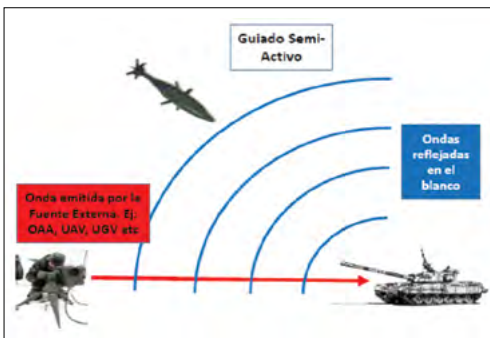 Guiado Semi-
Activo
Ondas
reflejadas
en el
blanco
Onda emitida por la
Fuente Externa. Ej:
OAA, UAV, UGV etc